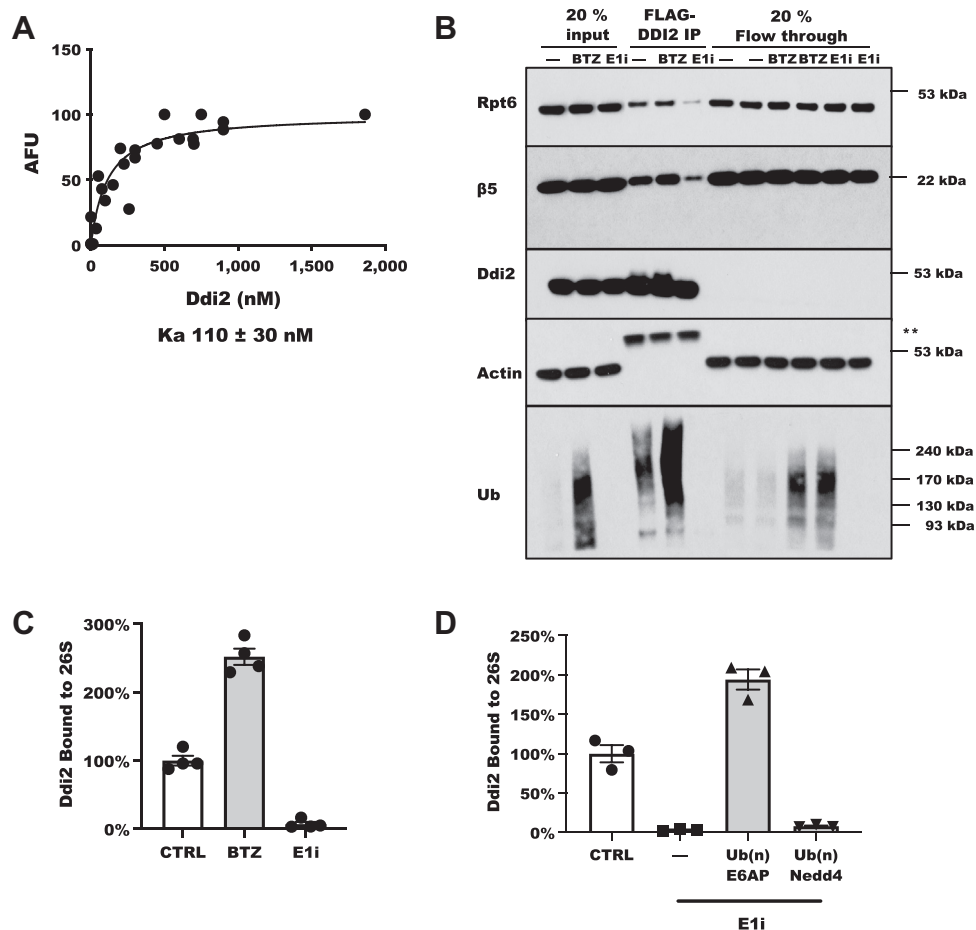 A
150
100
50
0
AFU
0 500 1,000 1,500 2,000
Ddi2 (nM)
Ka 110 ± 30 nM
B
20 % input
FLAG-DDI2 IP
20 % Flow through
— BTZ E1i — BTZ E1i — — BTZ BTZ E1i E1i
Rpt6
53 kDa
β5
22 kDa
Ddi2
53 kDa
**
Actin
53 kDa
Ub
240 kDa
170 kDa
130 kDa
93 kDa
C
300%
200%
100%
0%
Ddi2 Bound to 26S
CTRL BTZ E1i
D
250%
200%
150%
100%
50%
0%
Ddi2 Bound to 26S
CTRL — Ub(n) E6AP Ub(n) Nedd4
E1i